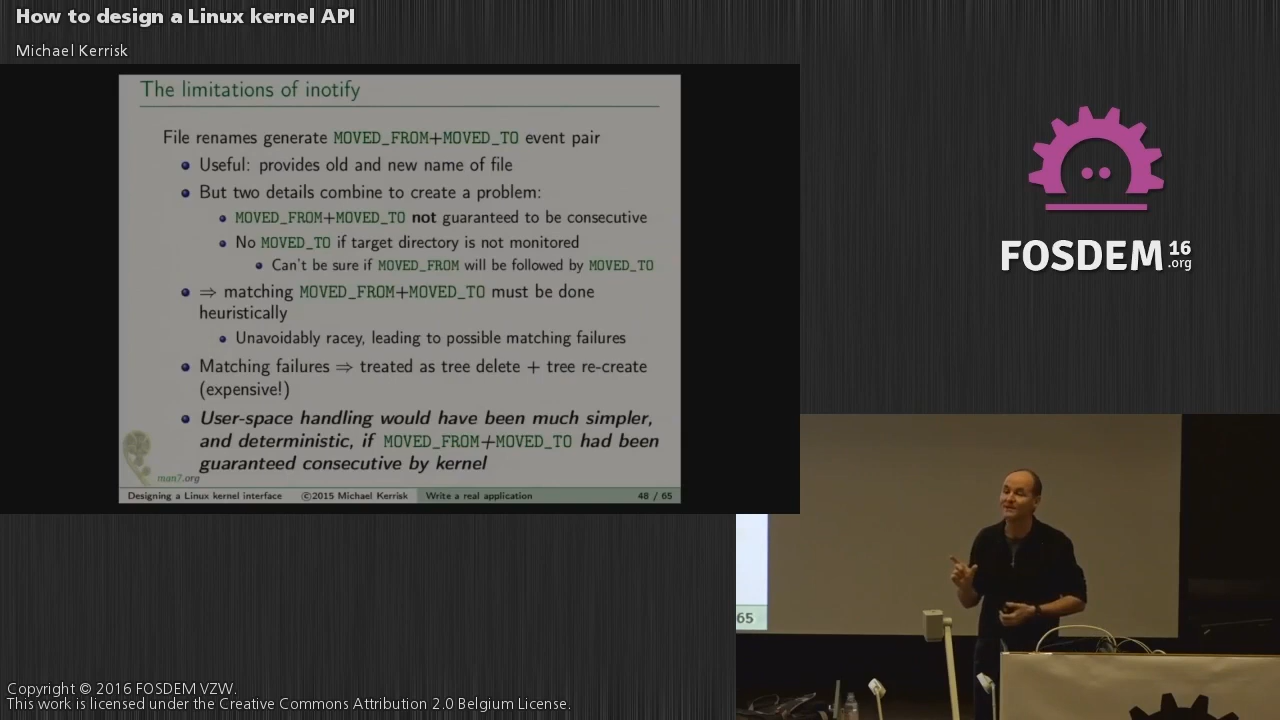 How to design a Linux kernel API
Michael Kerrisk
The limitations of inotify
File renames generate MOVED_FROM+MOVED_TO event pair
Useful: provides old and new name of file
But two details combine to create a problem:
MOVED_FROM+MOVED_TO not guaranteed to be consecutive
No MOVED_TO if target directory is not monitored
Can't be sure if MOVED_FROM will be followed by MOVED_TO
⇒ matching MOVED_FROM+MOVED_TO must be done
heuristically
Unavoidably racey, leading to possible matching failures
Matching failures ⇒ treated as tree delete + tree re-create
(expensive!)
User-space handling would have been much simpler,
and deterministic, if MOVED_FROM+MOVED_TO had been
guaranteed consecutive by kernel
man7.org
Designing a Linux kernel interface ©2015 Michael Kerrisk Write a real application 48 / 65
FOSDEM 16
.org
65
Copyright © 2016 FOSDEM VZW.
This work is licensed under the Creative Commons Attribution 2.0 Belgium License.